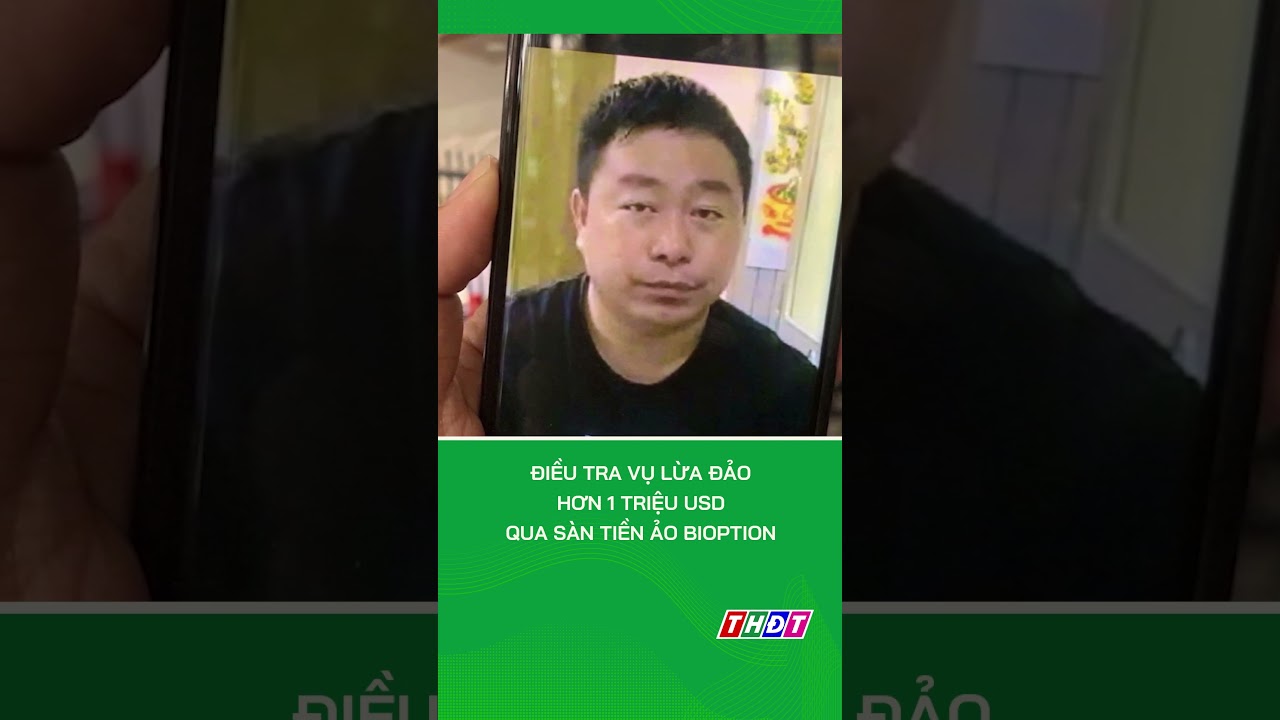 ĐIỀU TRA VỤ LỪA ĐẢO
HƠN 1 TRIỆU USD
QUA SÀN TIỀN ẢO BIOPTION
THĐT